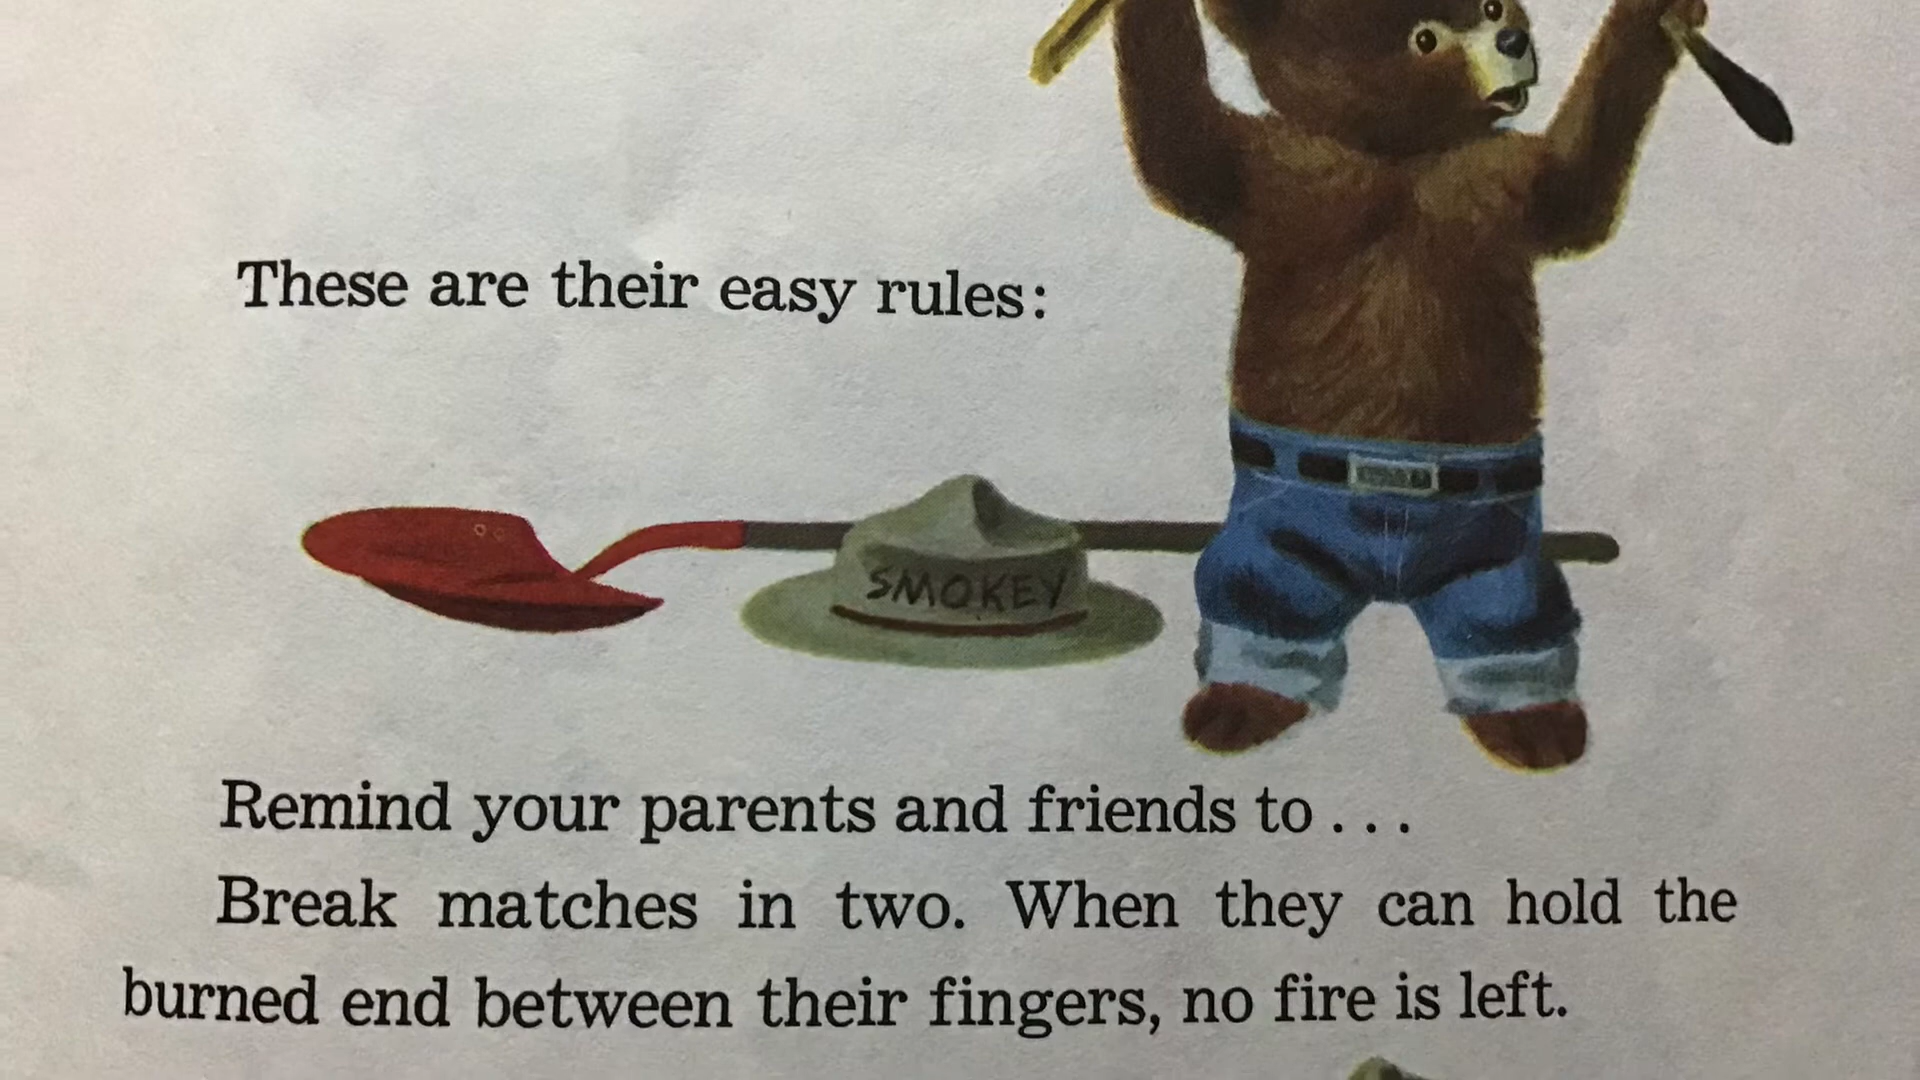 These are their easy rules:
SMOKEY
Remind your parents and friends to . . .
Break matches in two. When they can hold the
burned end between their fingers, no fire is left.